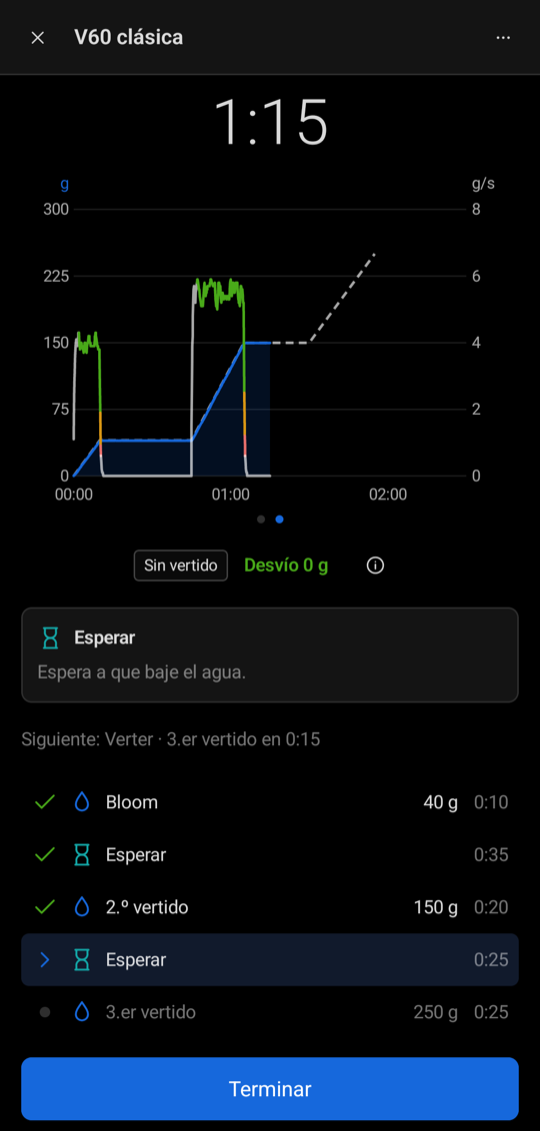 V60 clásica
1:15
g
g/s
300
8
225
6
150
4
75
2
0
0
00:00
01:00
02:00
Sin vertido
Desvío 0 g
Esperar
Espera a que baje el agua.
Siguiente: Verter · 3.er vertido en 0:15
Bloom 40 g 0:10
Esperar 0:35
2.º vertido 150 g 0:20
Esperar 0:25
3.er vertido 250 g 0:25
Terminar